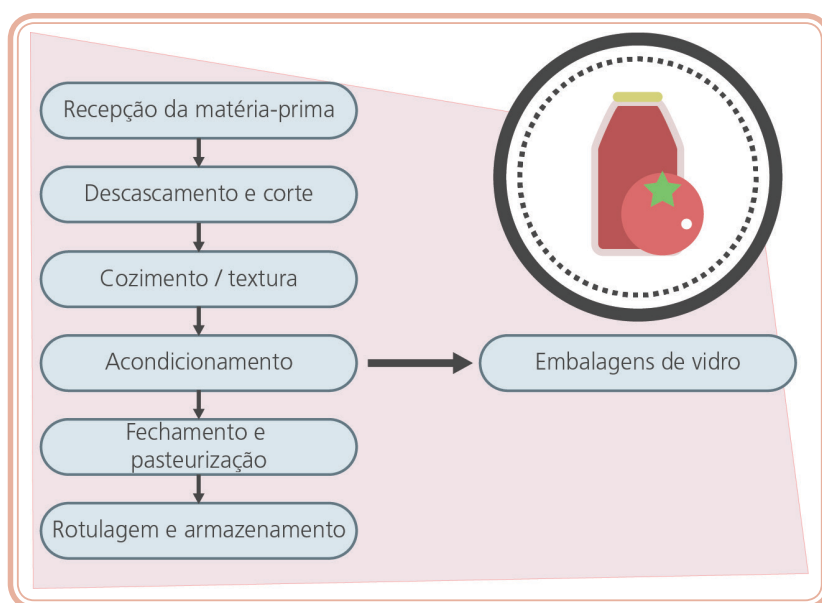 Recepção da matéria-prima
Descascamento e corte
Cozimento / textura
Acondicionamento
Embalagens de vidro
Fechamento e
pasteurização
Rotulagem e armazenamento